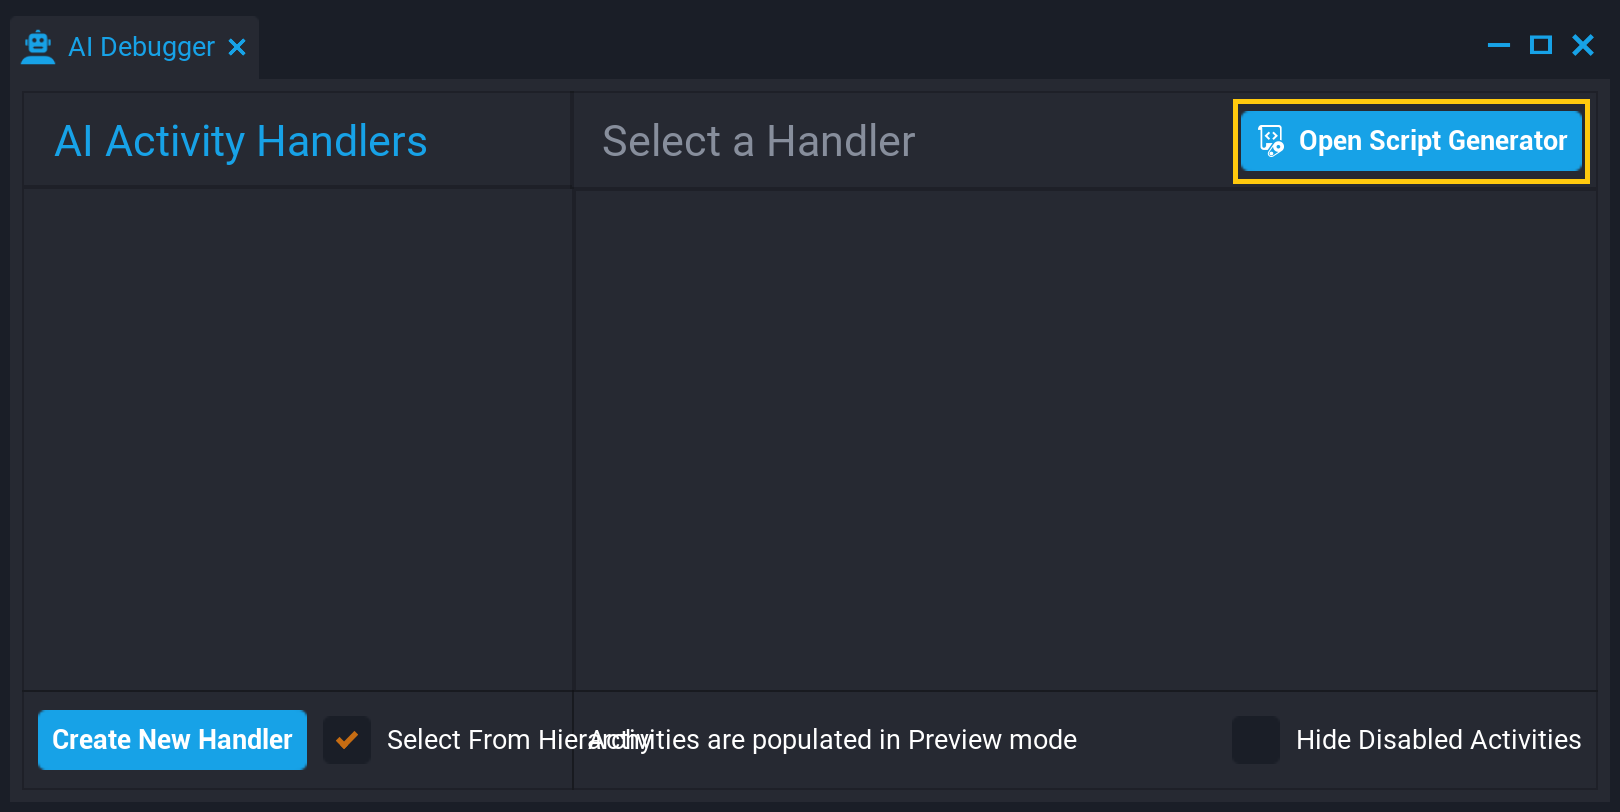 AI Debugger
AI Activity Handlers
Select a Handler
Open Script Generator
Create New Handler
Select From Hierarchy
Activities are populated in Preview mode
Hide Disabled Activities